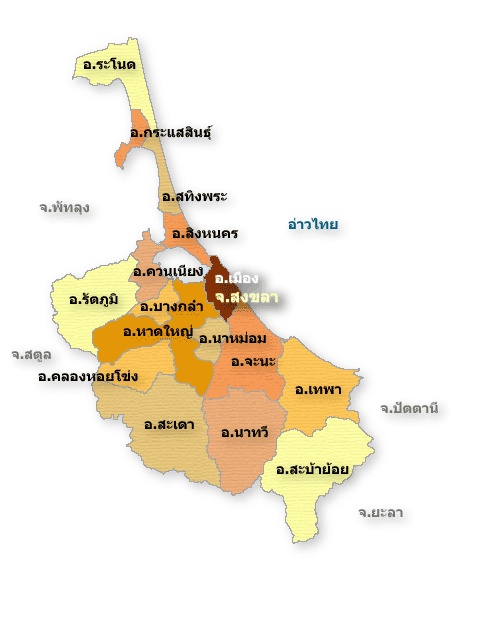 อ.ระโนด
อ.กระแสสินธุ์
อ.สทิงพระ
จ.พัทลุง
อ่าวไทย
อ.สิงหนคร
อ.ควนเนียง
อ.เมือง
จ.สงขลา
อ.รัตภูมิ
อ.บางกล่ำ
อ.หาดใหญ่
อ.นาหม่อม
จ.สตูล
อ.จะนะ
อ.คลองหอยโข่ง
อ.เทพา
จ.ปัตตานี
อ.สะเดา
อ.นาทวี
อ.สะบ้าย้อย
จ.ยะลา